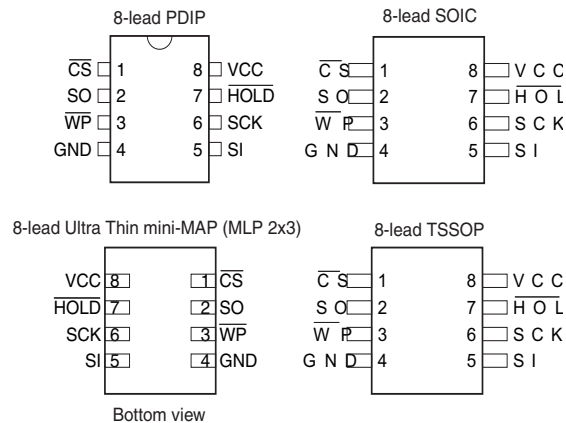 8-lead PDIP
CS 1 8 VCC
SO 2 7 HOLD
WP 3 6 SCK
GND 4 5 SI
8-lead SOIC
C S 1 8 V C C
S O 2 7 H O L
W P 3 6 S C K
G N D 4 5 S I
8-lead Ultra Thin mini-MAP (MLP 2x3)
VCC 8 1 CS
HOLD 7 2 SO
SCK 6 3 WP
SI 5 4 GND
Bottom view
8-lead TSSOP
C S 1 8 V C C
S O 2 7 H O L
W P 3 6 S C K
G N D 4 5 S I